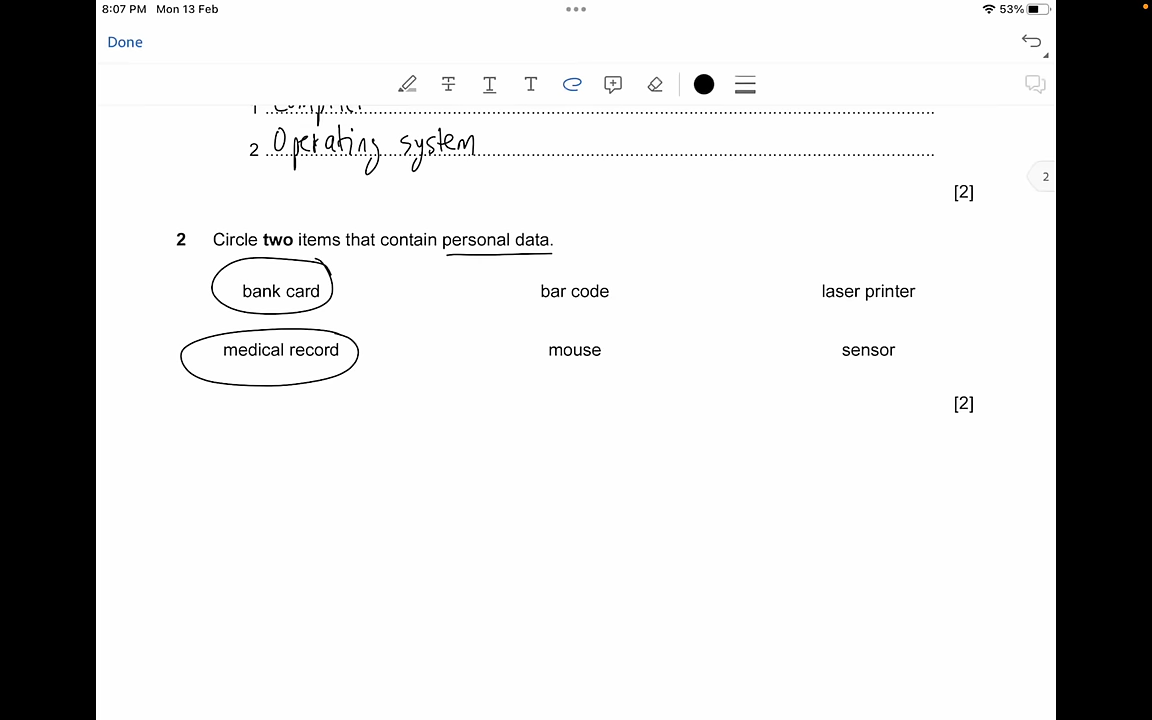 8:07 PM Mon 13 Feb
53%
Done
2 Operating system
2
[2]
2 Circle two items that contain personal data.
bank card bar code laser printer
medical record mouse sensor
[2]